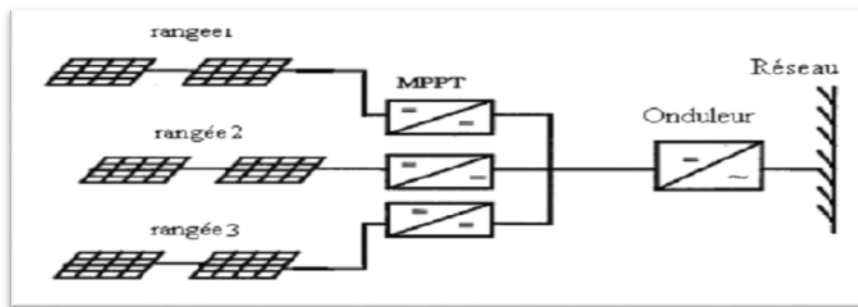 rangee1
MPPT
Réseau
Onduleur
rangée 2
rangée 3